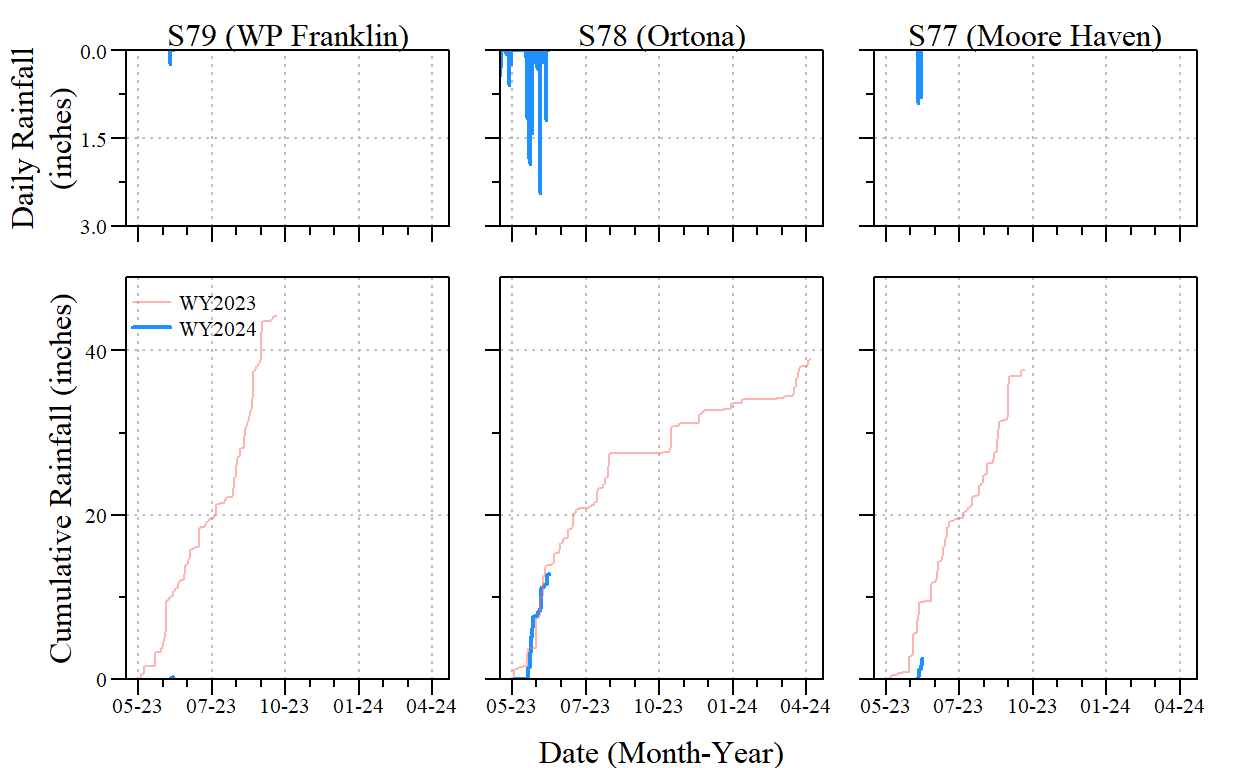 S79 (WP Franklin)
S78 (Ortona)
S77 (Moore Haven)
Daily Rainfall
(inches)
0.0
1.5
3.0
Cumulative Rainfall (inches)
WY2023
WY2024
40
20
0
05-23 07-23 10-23 01-24 04-24
05-23 07-23 10-23 01-24 04-24
05-23 07-23 10-23 01-24 04-24
Date (Month-Year)